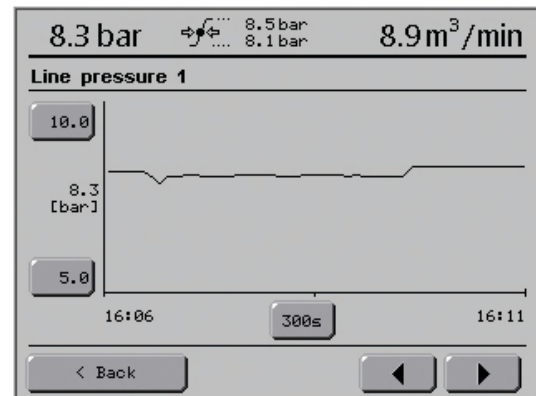 8.3 bar 8.5 bar 8.9 m³/min
8.1 bar
Line pressure 1
10.0
8.3
[bar]
5.0
16:06 300s 16:11
< Back